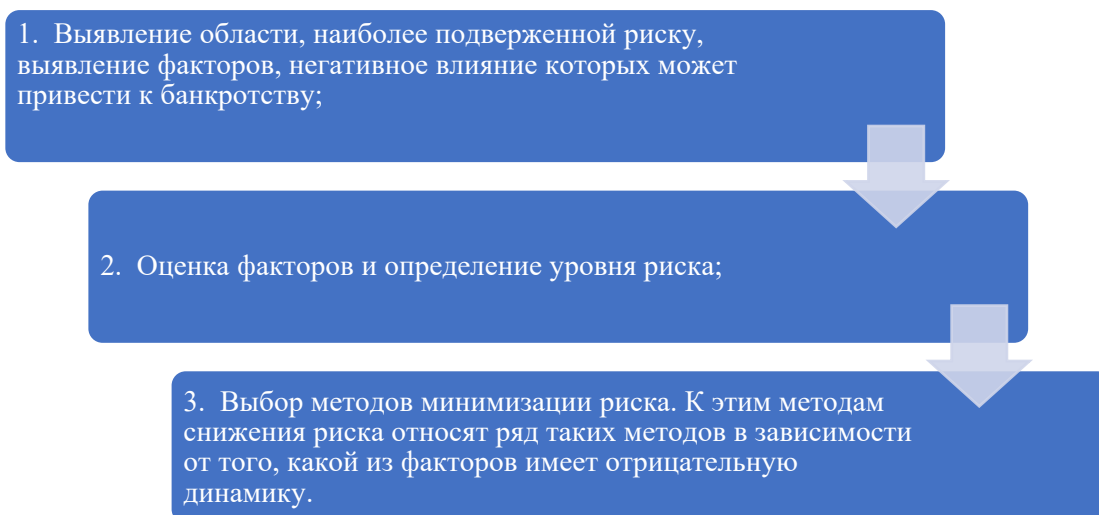 1. Выявление области, наиболее подверженной риску,
выявление факторов, негативное влияние которых может
привести к банкротству;
2. Оценка факторов и определение уровня риска;
3. Выбор методов минимизации риска. К этим методам
снижения риска относят ряд таких методов в зависимости
от того, какой из факторов имеет отрицательную
динамику.